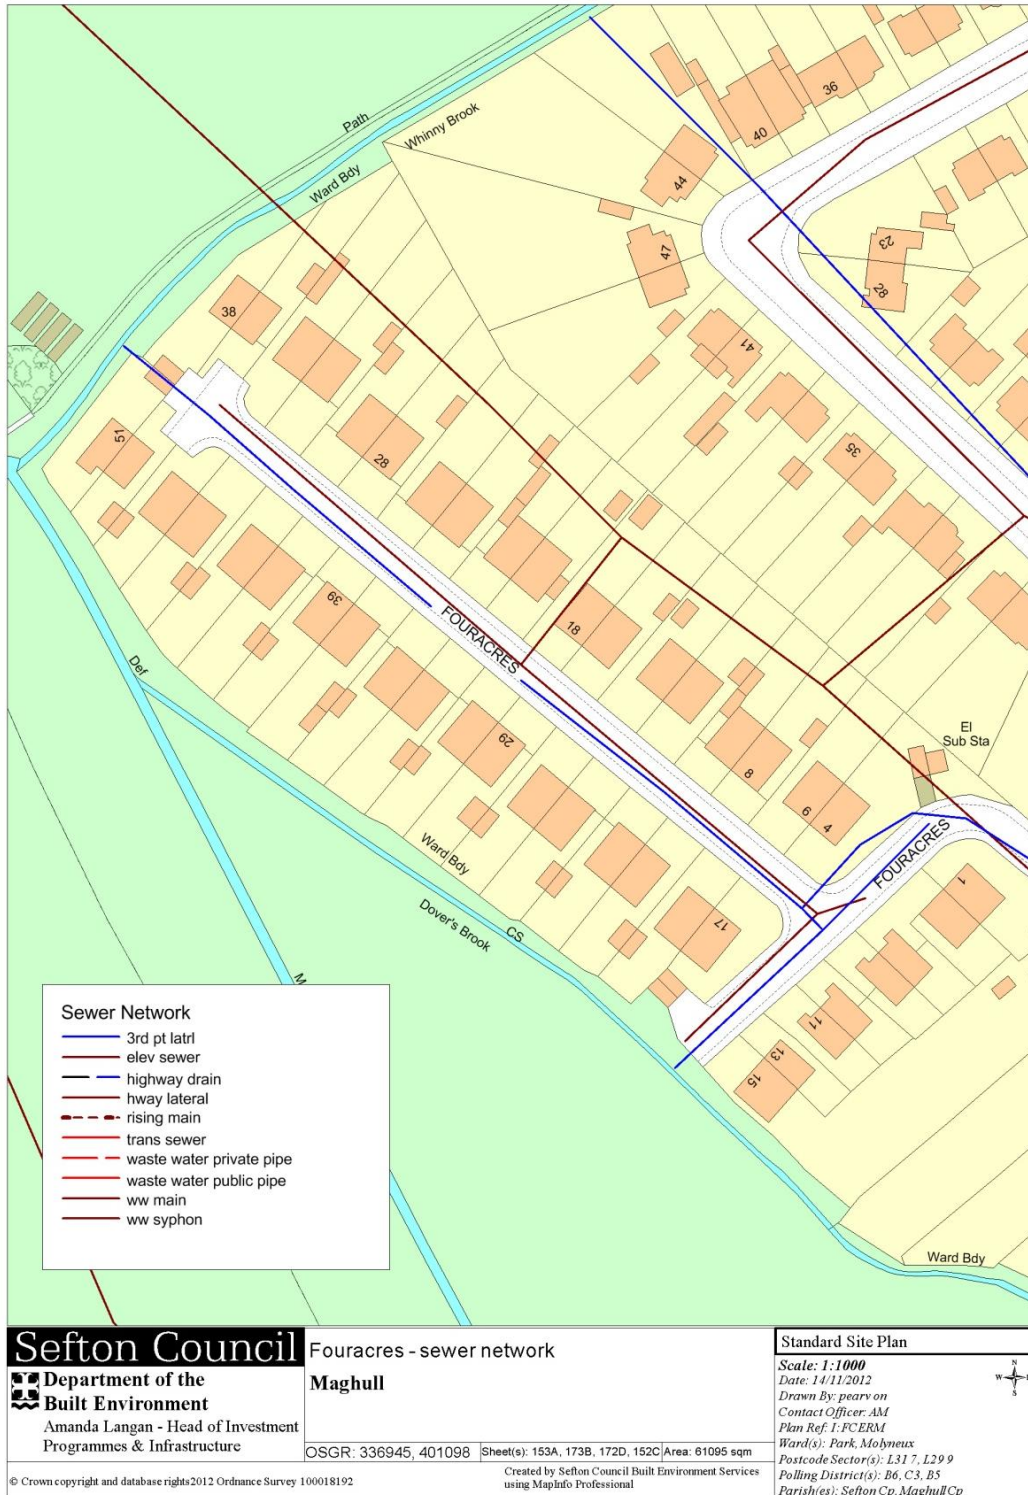 Path
Whinny Brook
Ward Bdy
36
40
44
47
23
28
41
35
38
28
51
39
FOURACRES
18
29
8
6
4
El
Sub Sta
FOURACRES
1
17
11
13
15
Def
Ward Bdy
Dover's Brook
CS
Ward Bdy
Sewer Network
3rd pt latrl
elev sewer
highway drain
hway lateral
rising main
trans sewer
waste water private pipe
waste water public pipe
ww main
ww syphon
Sefton Council
Department of the
Built Environment
Amanda Langan - Head of Investment
Programmes & Infrastructure
© Crown copyright and database rights2012 Ordnance Survey 100018192
Fouracres - sewer network
Maghull
OSGR: 336945, 401098
Sheet(s): 153A, 173B, 172D, 152C
Area: 61095 sqm
Created by Sefton Council Built Environment Services
using MapInfo Professional
Standard Site Plan
Scale: 1:1000
Date: 14/11/2012
Drawn By: pearv on
Contact Officer: AM
Plan Ref: 1:FCERM
Ward(s): Park, Molyneux
Postcode Sector(s): L31 7, L29 9
Polling District(s): B6, C3, B5
Parish(es): Sefton Cp, Maghull Cp
N
W
S